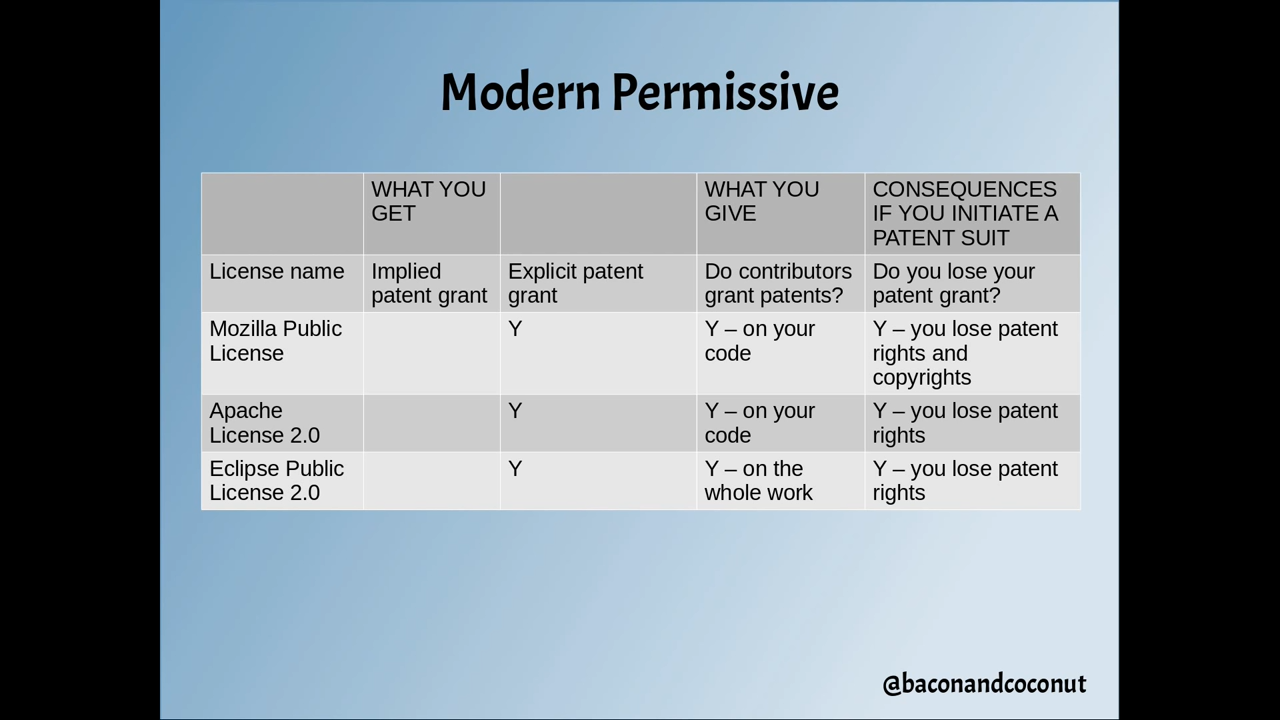 Modern Permissive
WHAT YOU
GET
WHAT YOU
GIVE
CONSEQUENCES
IF YOU INITIATE A
PATENT SUIT
License name
Implied
patent grant
Explicit patent
grant
Do contributors
grant patents?
Do you lose your
patent grant?
Mozilla Public
License
Y
Y – on your
code
Y – you lose patent
rights and
copyrights
Apache
License 2.0
Y
Y – on your
code
Y – you lose patent
rights
Eclipse Public
License 2.0
Y
Y – on the
whole work
Y – you lose patent
rights
@baconandcoconut